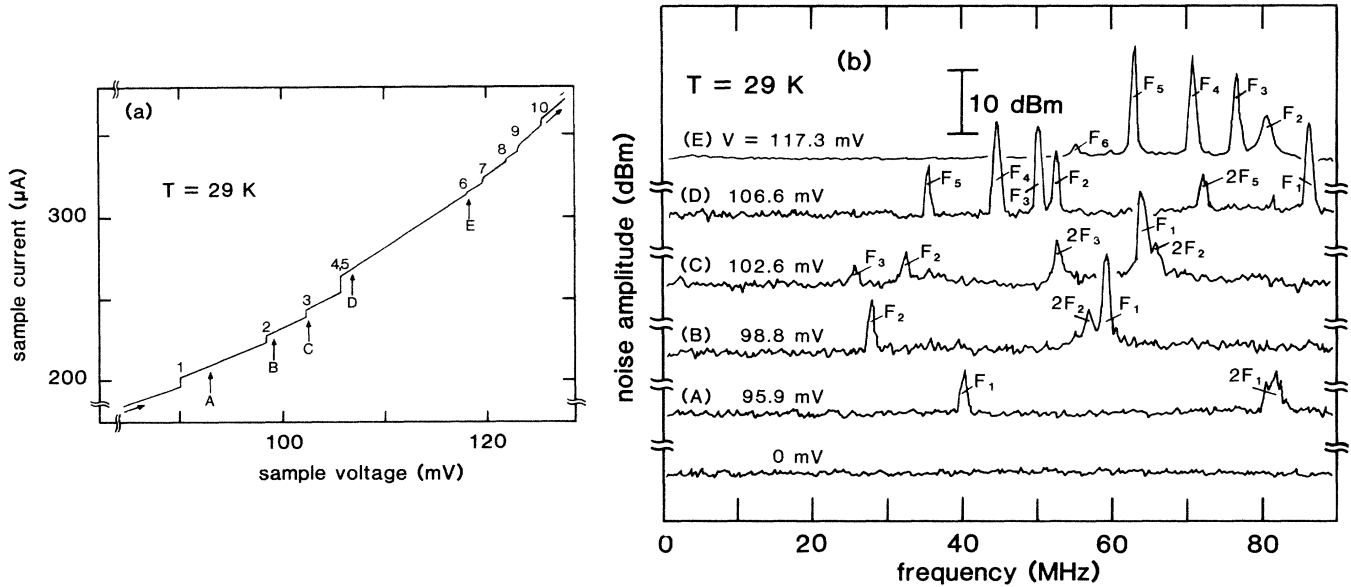 (a)
T = 29 K
sample current (µA)
300
200
1
2
3
4,5
6
7
8
9
10
A
B
C
D
E
100
120
sample voltage (mV)
(b)
T = 29 K
10 dBm
noise amplitude (dBm)
(E) V = 117.3 mV
F6
F5
F4
F3
F2
(D) 106.6 mV
F5
F4
F3
F2
2F5
F1
(C) 102.6 mV
F3
F2
2F3
F1
2F2
(B) 98.8 mV
F2
2F2
F1
(A) 95.9 mV
F1
2F1
0 mV
0
20
40
60
80
frequency (MHz)